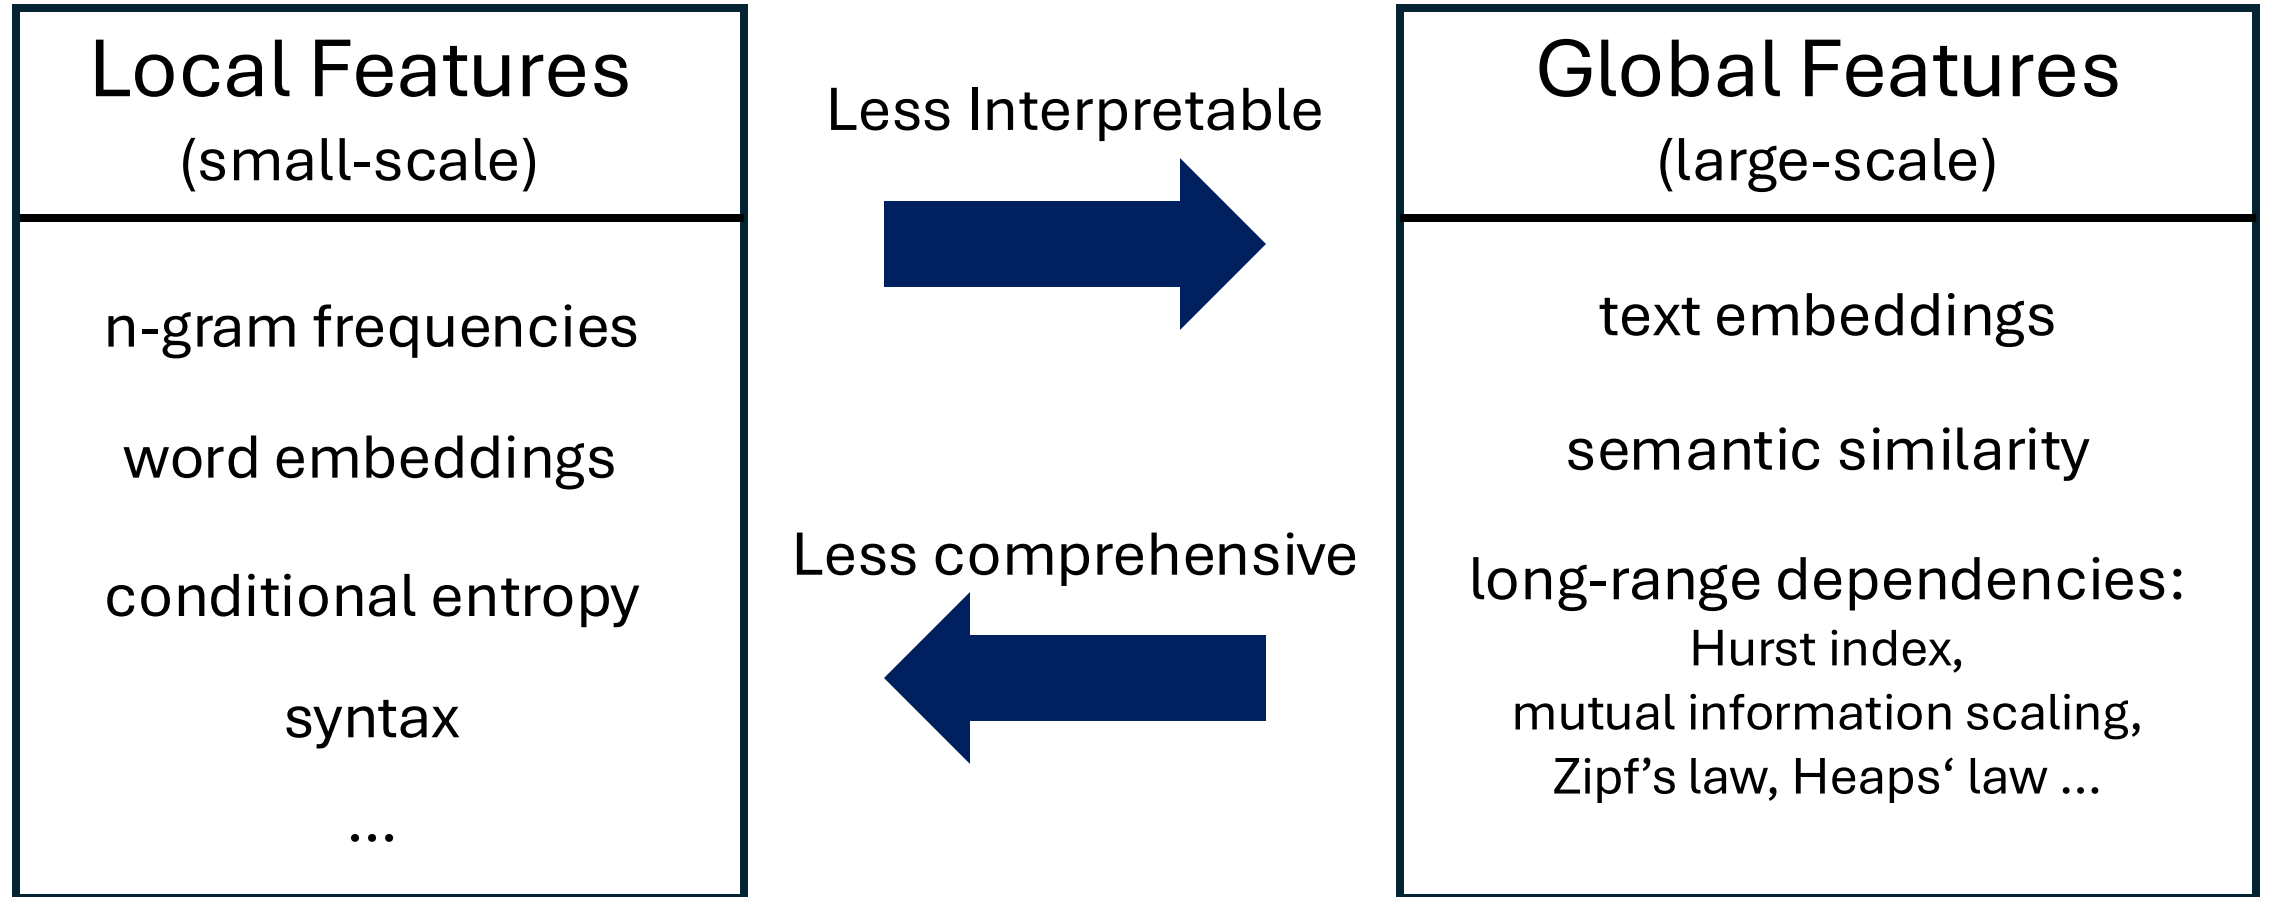 Local Features
(small-scale)
n-gram frequencies
word embeddings
conditional entropy
syntax
...
Less Interpretable
Less comprehensive
Global Features
(large-scale)
text embeddings
semantic similarity
long-range dependencies:
Hurst index,
mutual information scaling,
Zipf’s law, Heaps‘ law ...